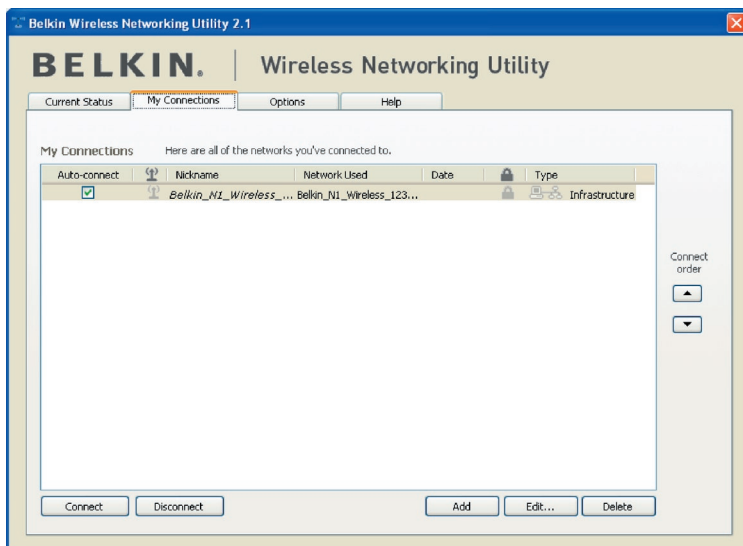 Belkin Wireless Networking Utility 2.1
BELKIN. | Wireless Networking Utility
Current Status My Connections Options Help
My Connections Here are all of the networks you've connected to.
Auto-connect Nickname Network Used Date Type
Belkin_N1_Wireless_... Belkin_N1_Wireless_123... Infrastructure
Connect
order
Connect Disconnect Add Edit... Delete